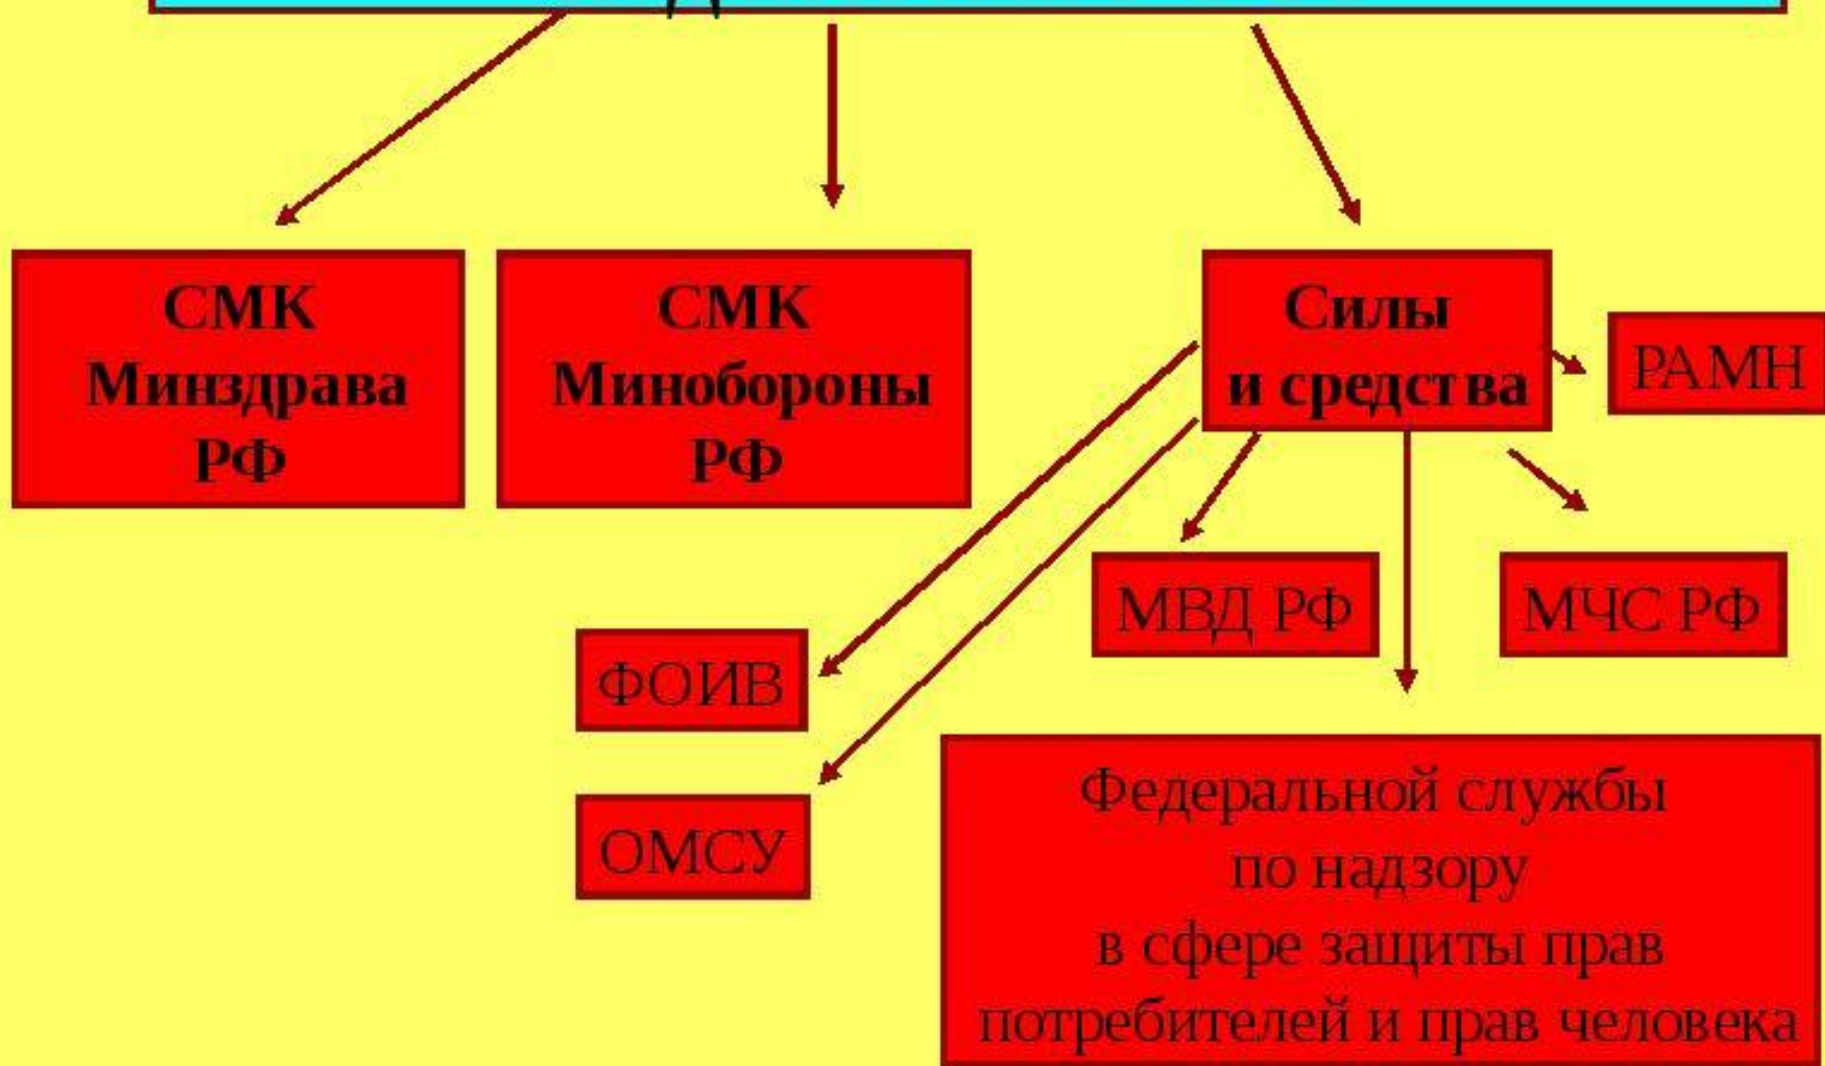 СМК
Минздрава
РФ
СМК
Минобороны
РФ
Силы
и средства
РАМН
МВД РФ
МЧС РФ
ФОИВ
ОМСУ
Федеральной службы
по надзору
в сфере защиты прав
потребителей и прав человека